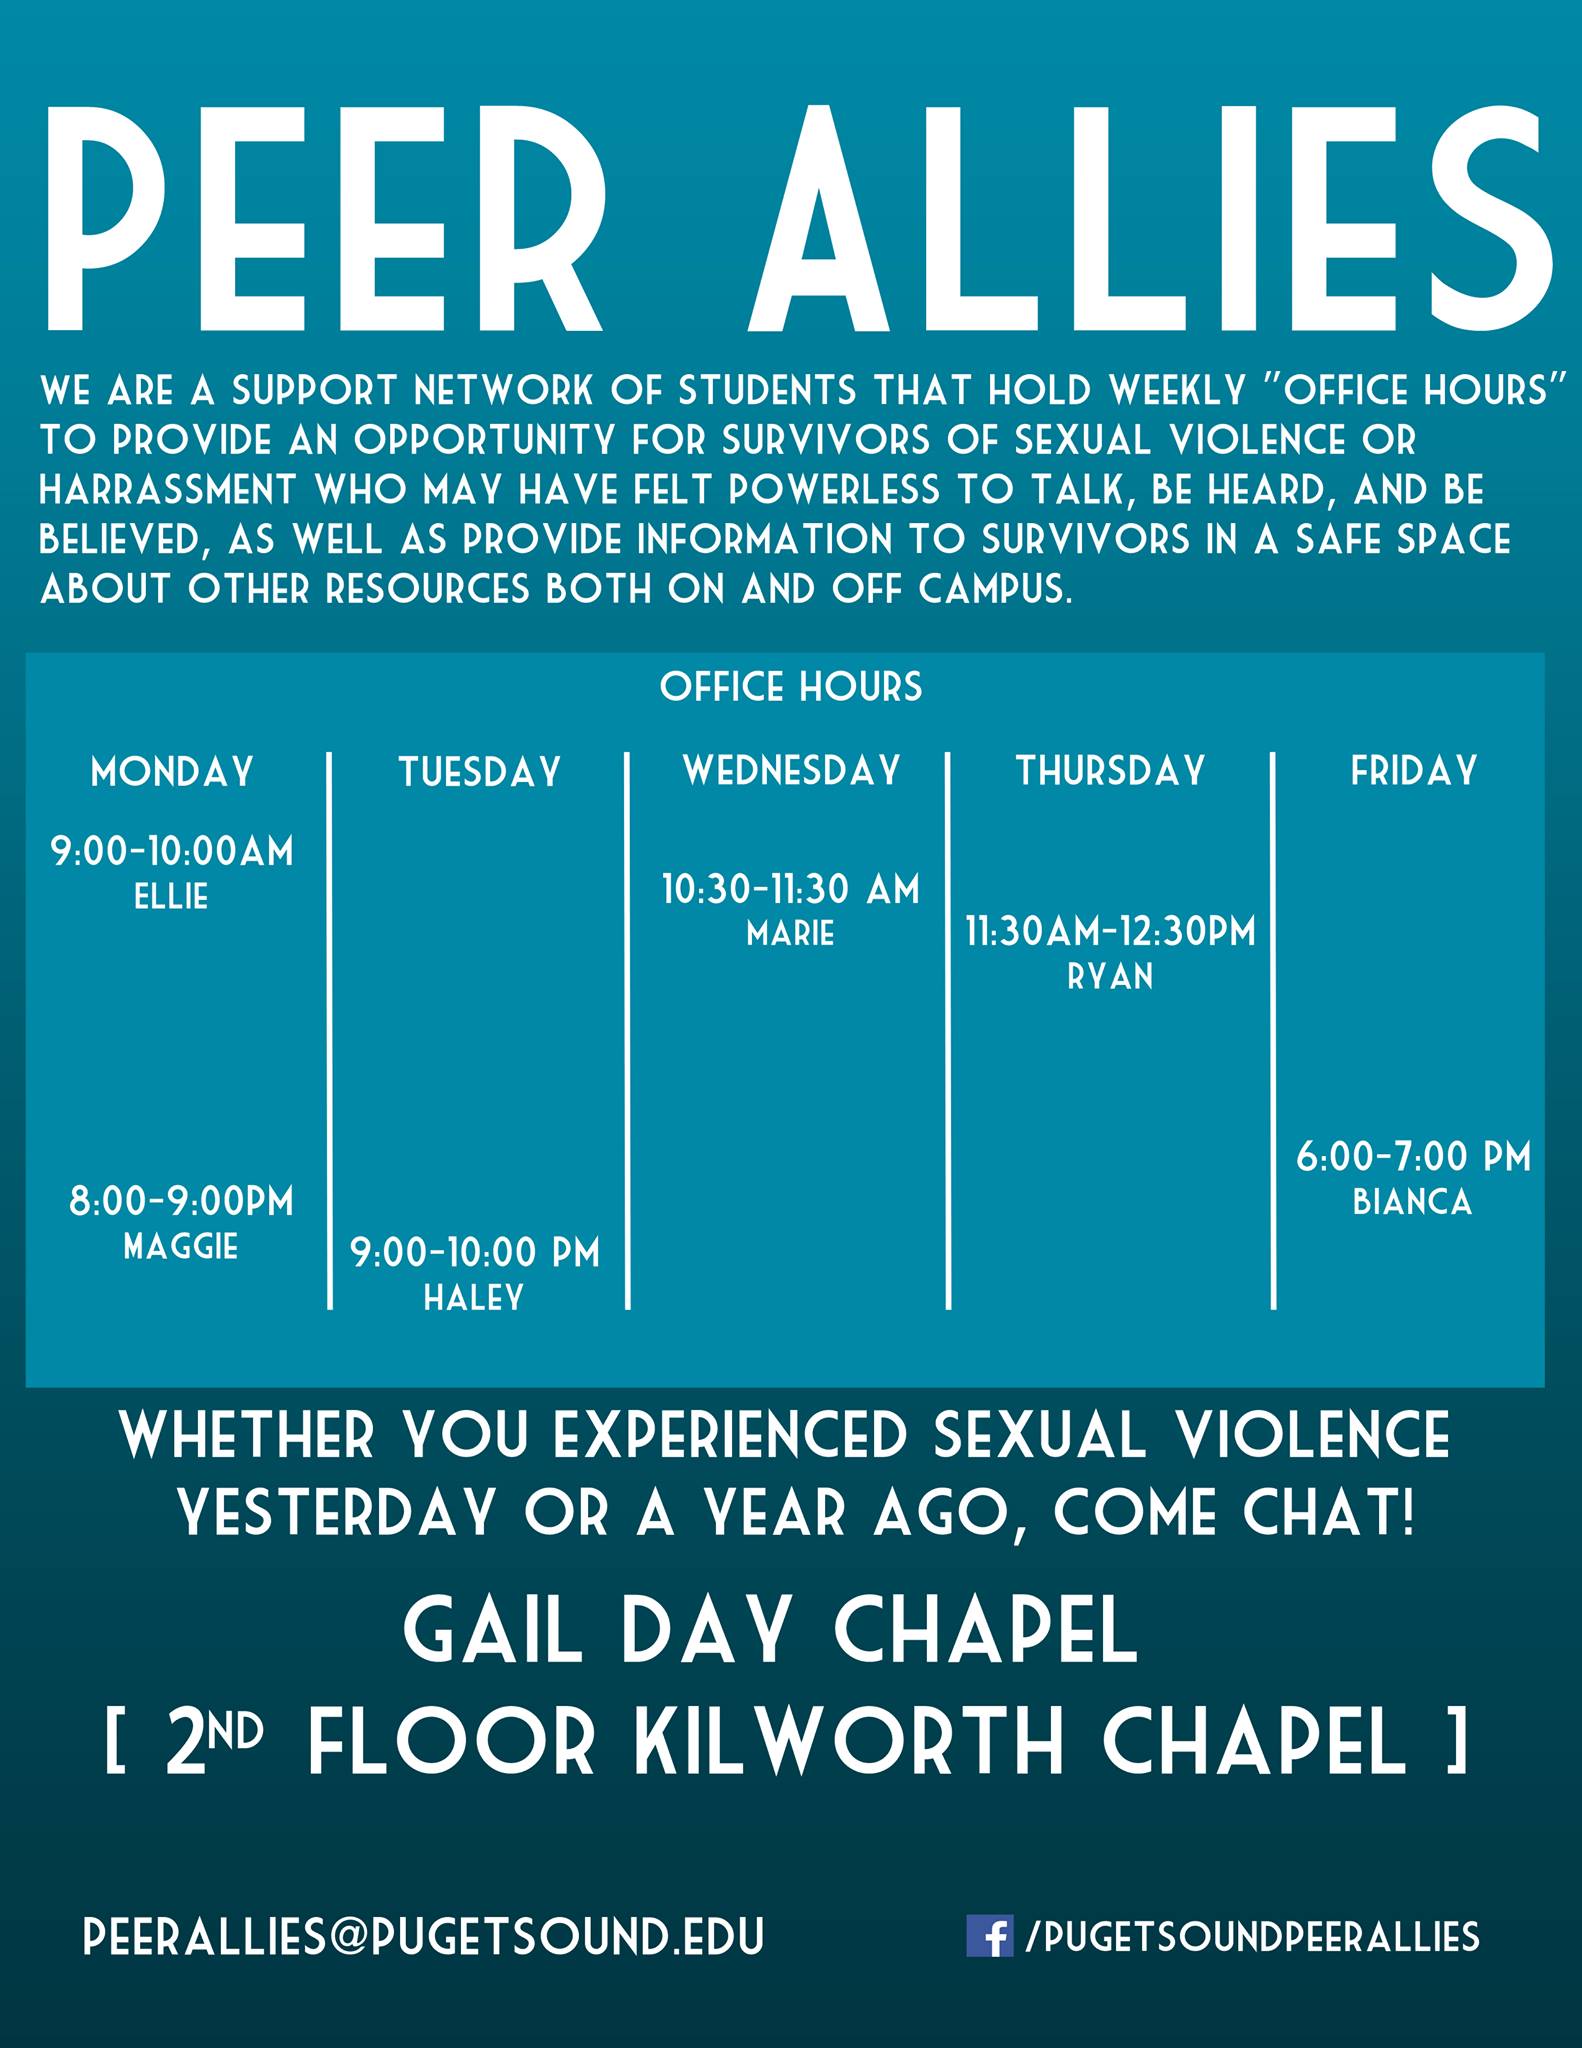 PEER ALLIES
WE ARE A SUPPORT NETWORK OF STUDENTS THAT HOLD WEEKLY "OFFICE HOURS"
TO PROVIDE AN OPPORTUNITY FOR SURVIVORS OF SEXUAL VIOLENCE OR
HARRASSMENT WHO MAY HAVE FELT POWERLESS TO TALK, BE HEARD, AND BE
BELIEVED, AS WELL AS PROVIDE INFORMATION TO SURVIVORS IN A SAFE SPACE
ABOUT OTHER RESOURCES BOTH ON AND OFF CAMPUS.
OFFICE HOURS
MONDAY
9:00-10:00AM
ELLIE
8:00-9:00PM
MAGGIE
TUESDAY
9:00-10:00 PM
HALEY
WEDNESDAY
10:30-11:30 AM
MARIE
THURSDAY
11:30AM-12:30PM
RYAN
FRIDAY
6:00-7:00 PM
BIANCA
WHETHER YOU EXPERIENCED SEXUAL VIOLENCE
YESTERDAY OR A YEAR AGO, COME CHAT!
GAIL DAY CHAPEL
[ 2ND FLOOR KILWORTH CHAPEL ]
PEERALLIES@PUGETSOUND.EDU
f /PUGETSOUNDPEERALLIES